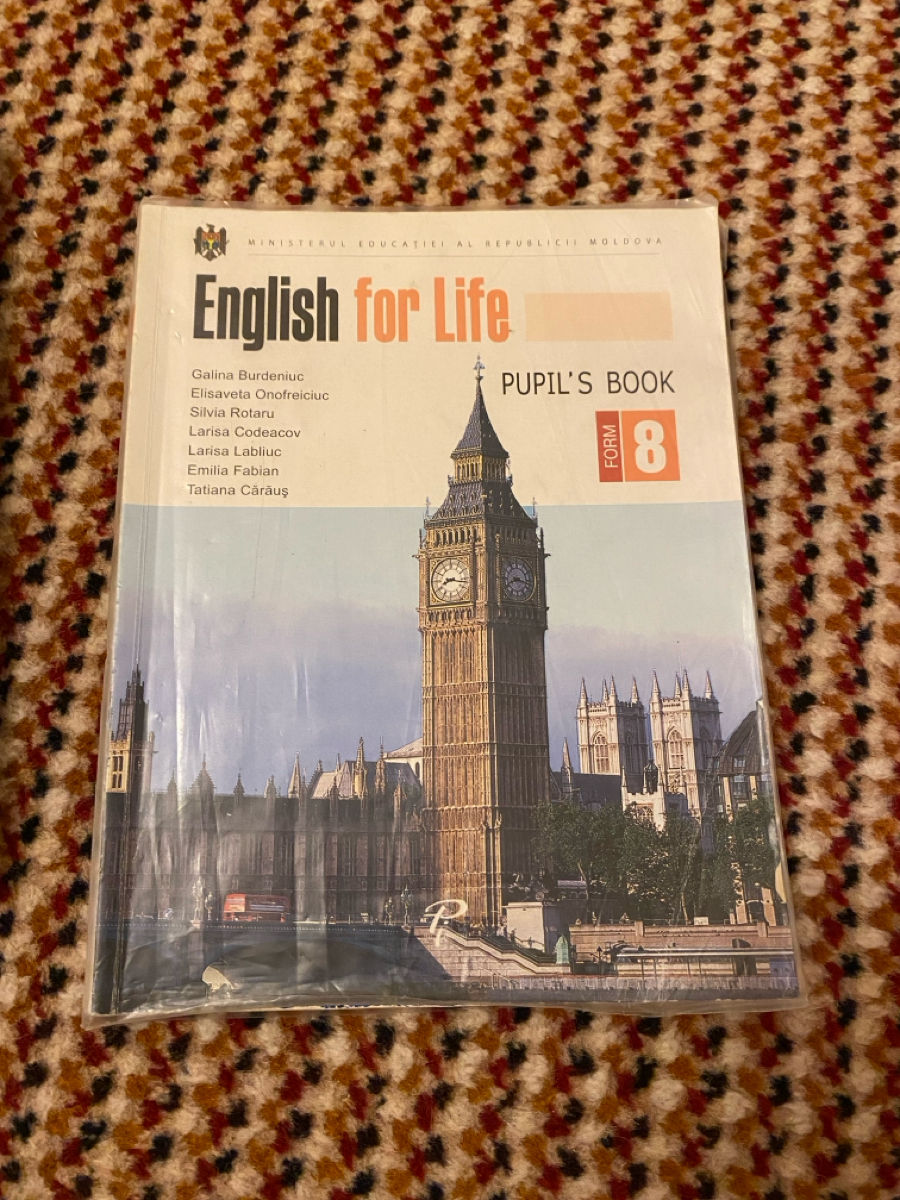 MINISTERUL EDUCAȚIEI AL REPUBLICII MOLDOVA
English for Life
Galina Burdeniuc
Elisaveta Onofreiciuc
Silvia Rotaru
Larisa Codeacov
Larisa Labliuc
Emilia Fabian
Tatiana Cărăuş
PUPIL'S BOOK
FORM 8